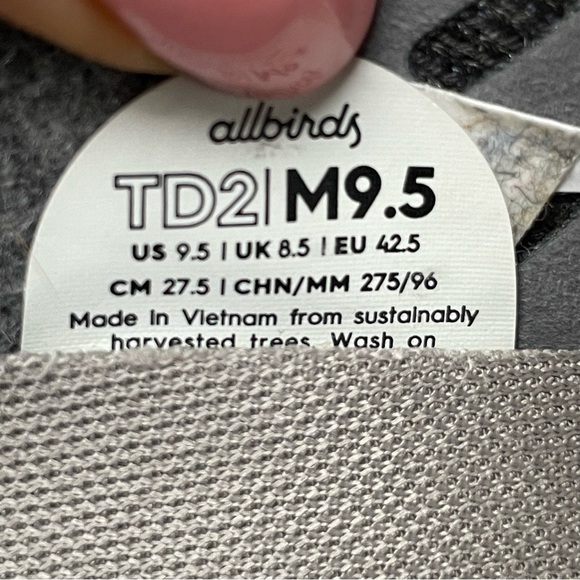 allbirds
TD2 | M9.5
US 9.5 | UK 8.5 | EU 42.5
CM 27.5 | CHN/MM 275/96
Made in Vietnam from sustainably
harvested trees. Wash on